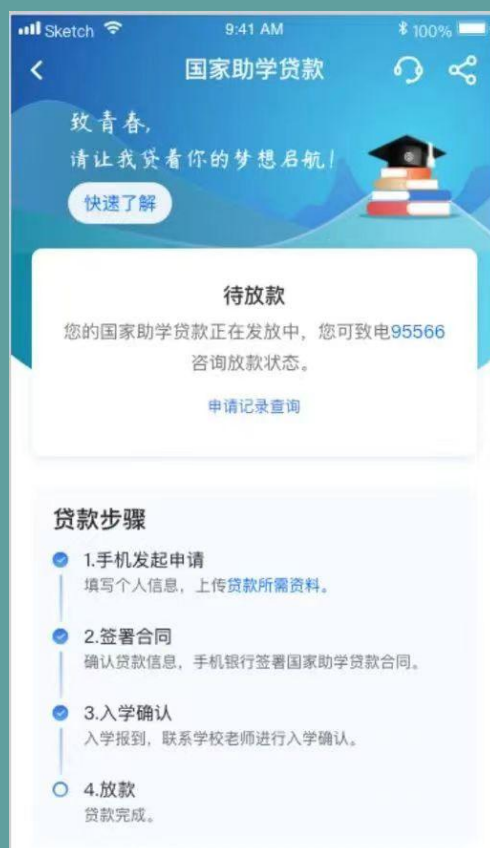 Sketch 9:41 AM 100%
国家助学贷款
致青春,
请让我贷着你的梦想启航!
快速了解
待放款
您的国家助学贷款正在发放中，您可致电95566
咨询放款状态。
申请记录查询
贷款步骤
1.手机发起申请
填写个人信息，上传贷款所需资料。
2.签署合同
确认贷款信息，手机银行签署国家助学贷款合同。
3.入学确认
入学报到，联系学校老师进行入学确认。
4.放款
贷款完成。